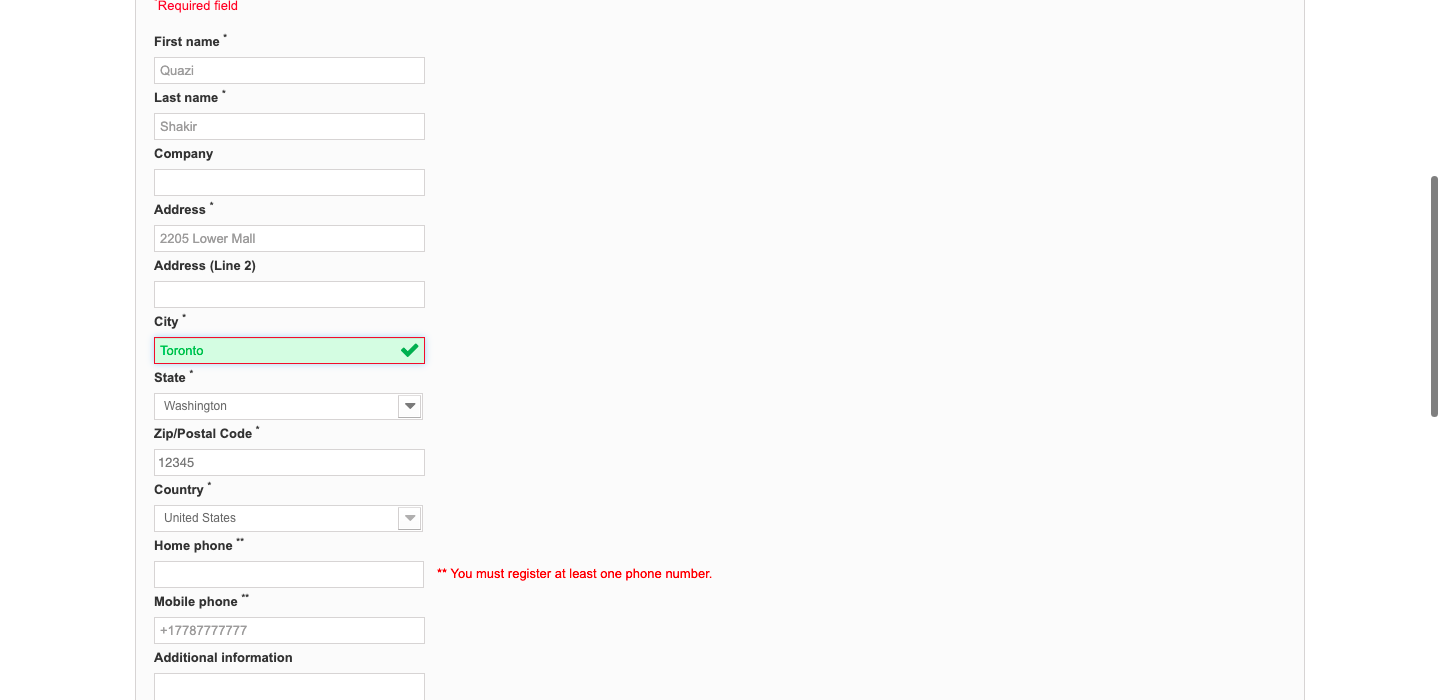 *Required field
First name *
Quazi
Last name *
Shakir
Company
Address *
2205 Lower Mall
Address (Line 2)
City *
Toronto
State *
Washington
Zip/Postal Code *
12345
Country *
United States
Home phone **
** You must register at least one phone number.
Mobile phone **
+17787777777
Additional information